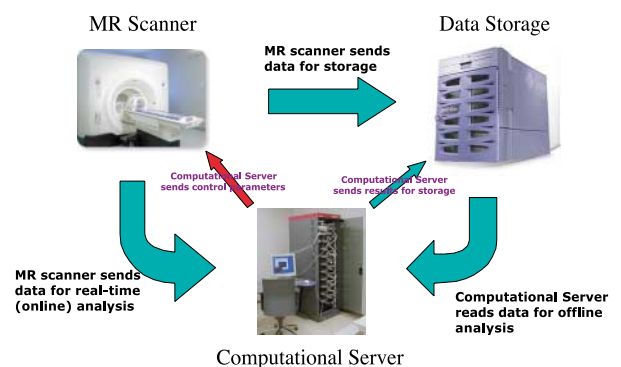 MR Scanner
Data Storage
MR scanner sends
data for storage
Computational Server
sends control parameters
Computational Server
sends results for storage
MR scanner sends
data for real-time
(online) analysis
Computational Server
reads data for offline
analysis
Computational Server